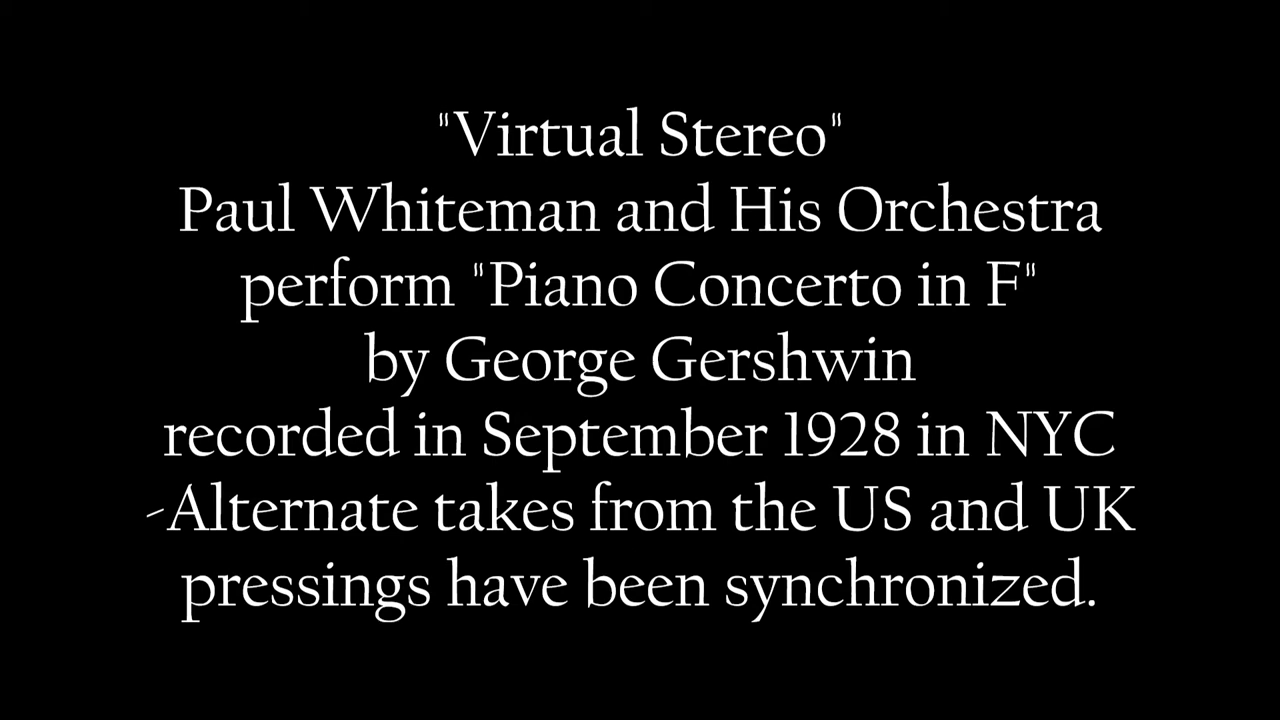 "Virtual Stereo"
Paul Whiteman and His Orchestra
perform "Piano Concerto in F"
by George Gershwin
recorded in September 1928 in NYC
-Alternate takes from the US and UK
pressings have been synchronized.